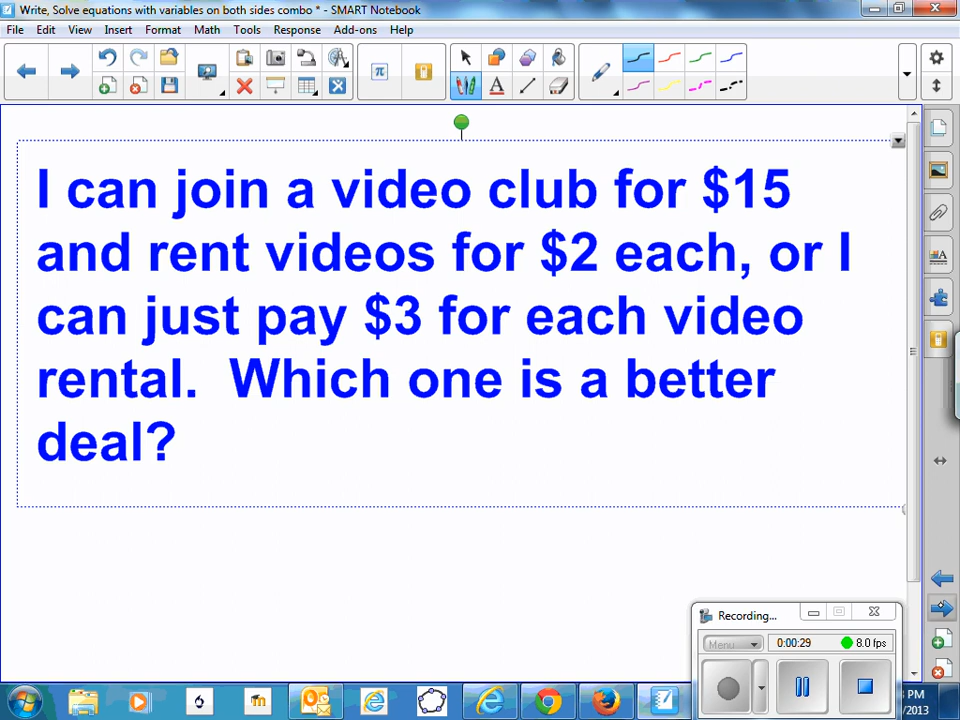 Write, Solve equations with variables on both sides combo * - SMART Notebook
File Edit View Insert Format Math Tools Response Add-ons Help
π
A
I can join a video club for $15
and rent videos for $2 each, or I
can just pay $3 for each video
rental.  Which one is a better
deal?
Recording...
Menu 0:00:29 8.0 fps
PM
/2013